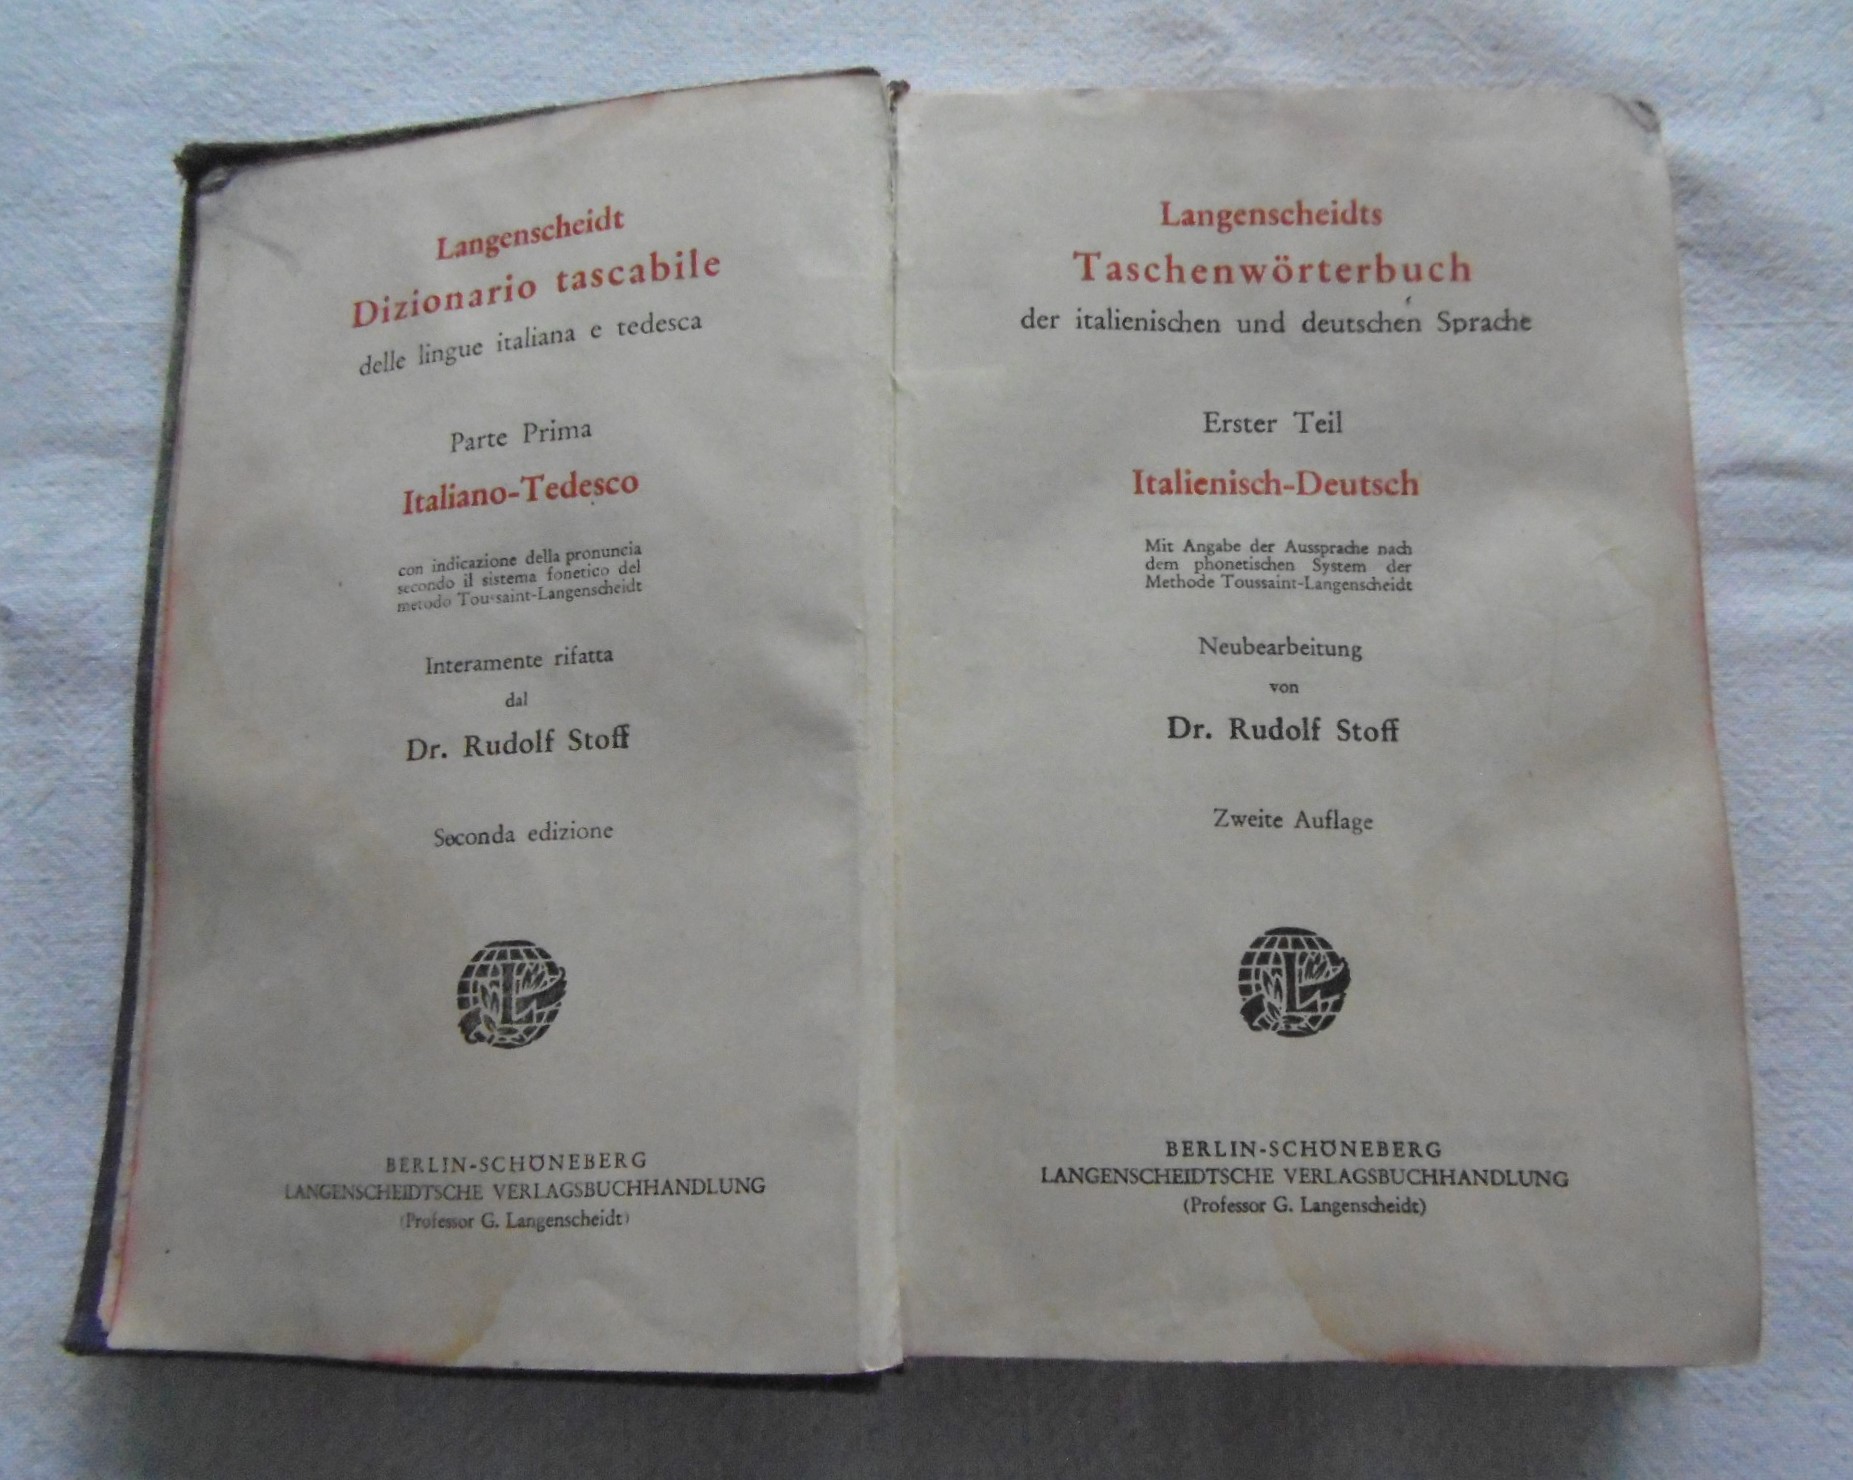 Langenscheidt
Dizionario tascabile
delle lingue italiana e tedesca
Parte Prima
Italiano-Tedesco
con indicazione della pronuncia
secondo il sistema fonetico del
metodo Toussaint-Langenscheidt
Interamente rifatta
dal
Dr. Rudolf Stoff
Seconda edizione
L
BERLIN-SCHÖNEBERG
LANGENSCHEIDTSCHE VERLAGSBUCHHANDLUNG
(Professor G. Langenscheidt)
Langenscheidts
Taschenwörterbuch
der italienischen und deutschen Sprache
Erster Teil
Italienisch-Deutsch
Mit Angabe der Aussprache nach
dem phonetischen System der
Methode Toussaint-Langenscheidt
Neubearbeitung
von
Dr. Rudolf Stoff
Zweite Auflage
L
BERLIN-SCHÖNEBERG
LANGENSCHEIDTSCHE VERLAGSBUCHHANDLUNG
(Professor G. Langenscheidt)